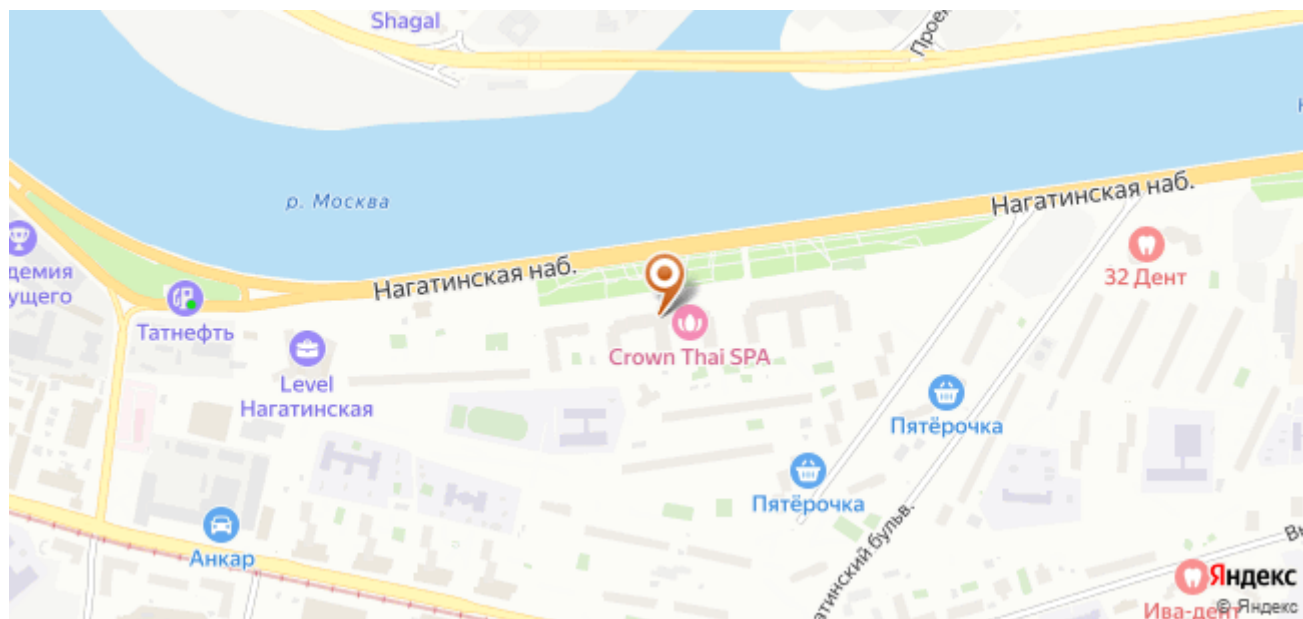 Shagal
р. Москва
Нагатинская наб.
Нагатинская наб.
32 Дент
Татнефть
Crown Thai SPA
Level
Нагатинская
Пятёрочка
Пятёрочка
Анкар
Яндекс
© Яндекс